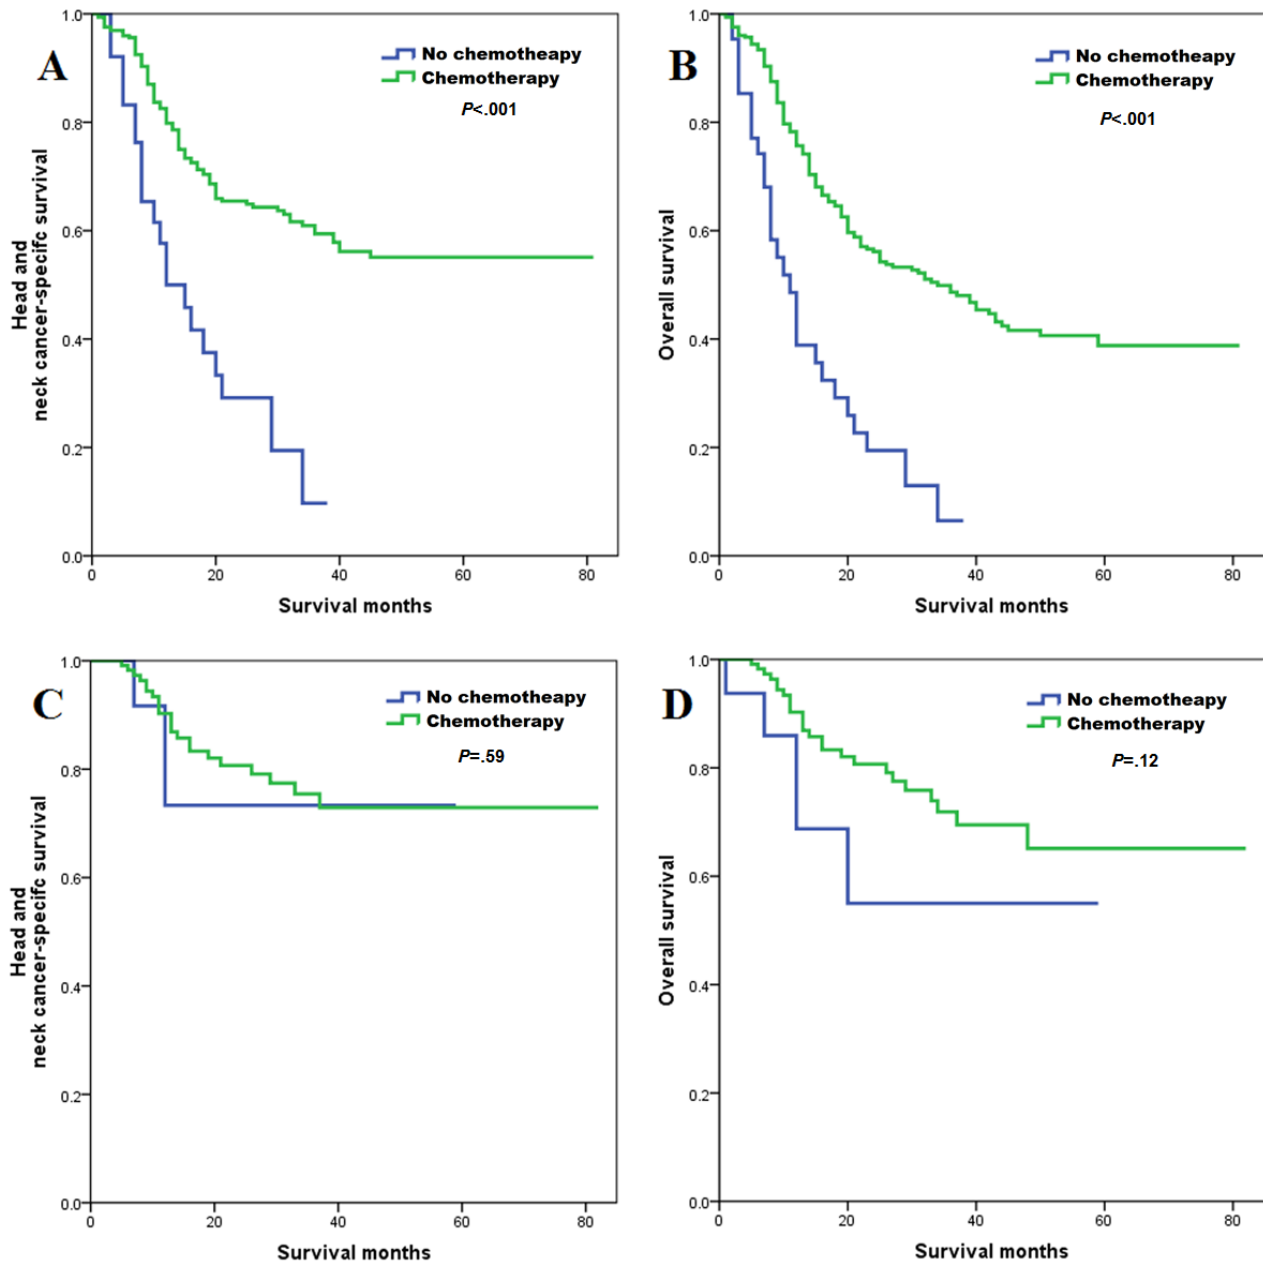 A
No chemotheapy
Chemotherapy
P<.001
Head and
neck cancer-specifc survival
1.0
0.8
0.6
0.4
0.2
0.0
0 20 40 60 80
Survival months
B
No chemotheapy
Chemotherapy
P<.001
Overall survival
1.0
0.8
0.6
0.4
0.2
0.0
0 20 40 60 80
Survival months
C
No chemotheapy
Chemotherapy
P=.59
Head and
neck cancer-specifc survival
1.0
0.8
0.6
0.4
0.2
0.0
0 20 40 60 80
Survival months
D
No chemotheapy
Chemotherapy
P=.12
Overall survival
1.0
0.8
0.6
0.4
0.2
0.0
0 20 40 60 80
Survival months